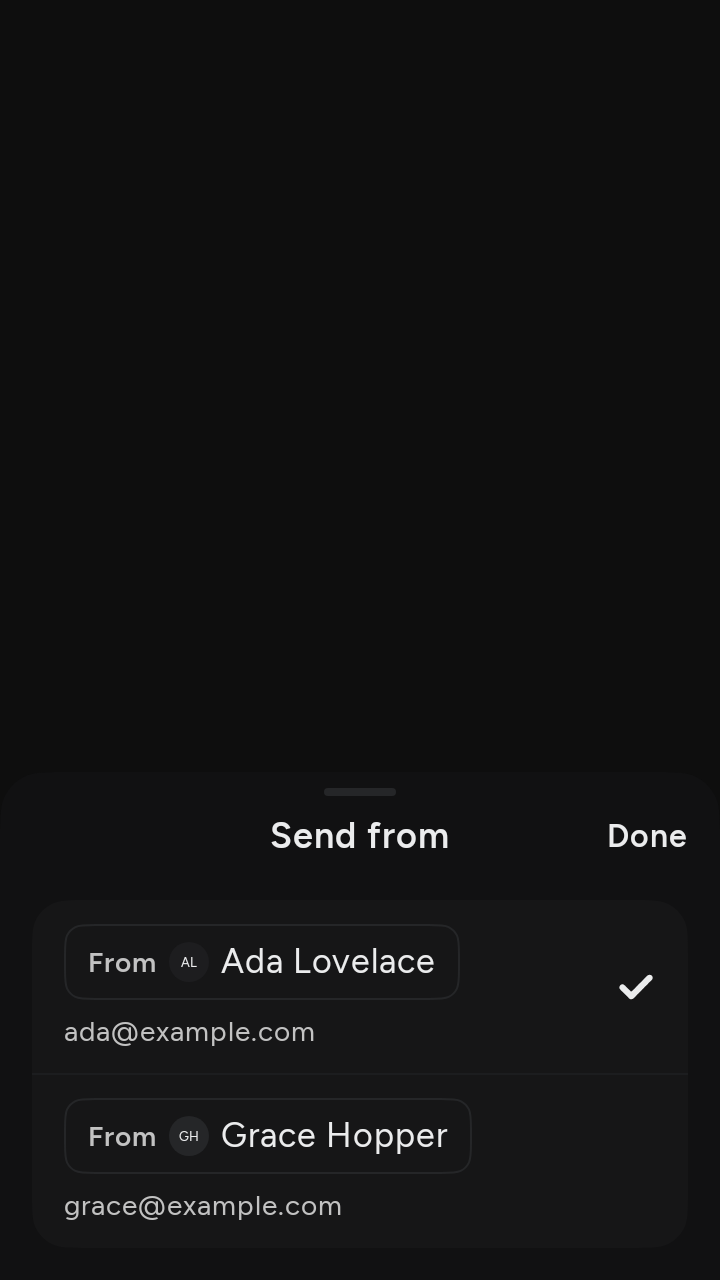 Send from
Done
From AL Ada Lovelace
ada@example.com
From GH Grace Hopper
grace@example.com